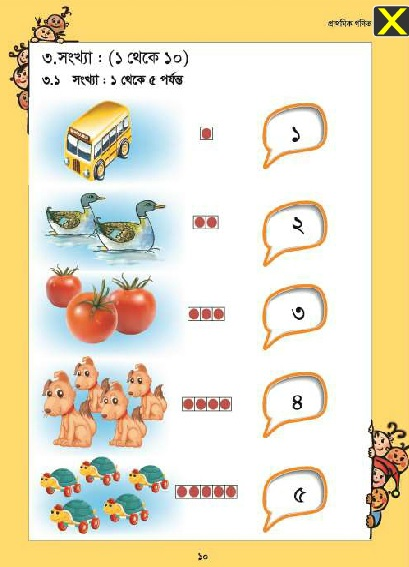 প্রাথমিক গণিত
X
৩.সংখ্যা : (১ থেকে ১০)
৩.১ সংখ্যা : ১ থেকে ৫ পর্যন্ত
১
২
৩
৪
৫
১০